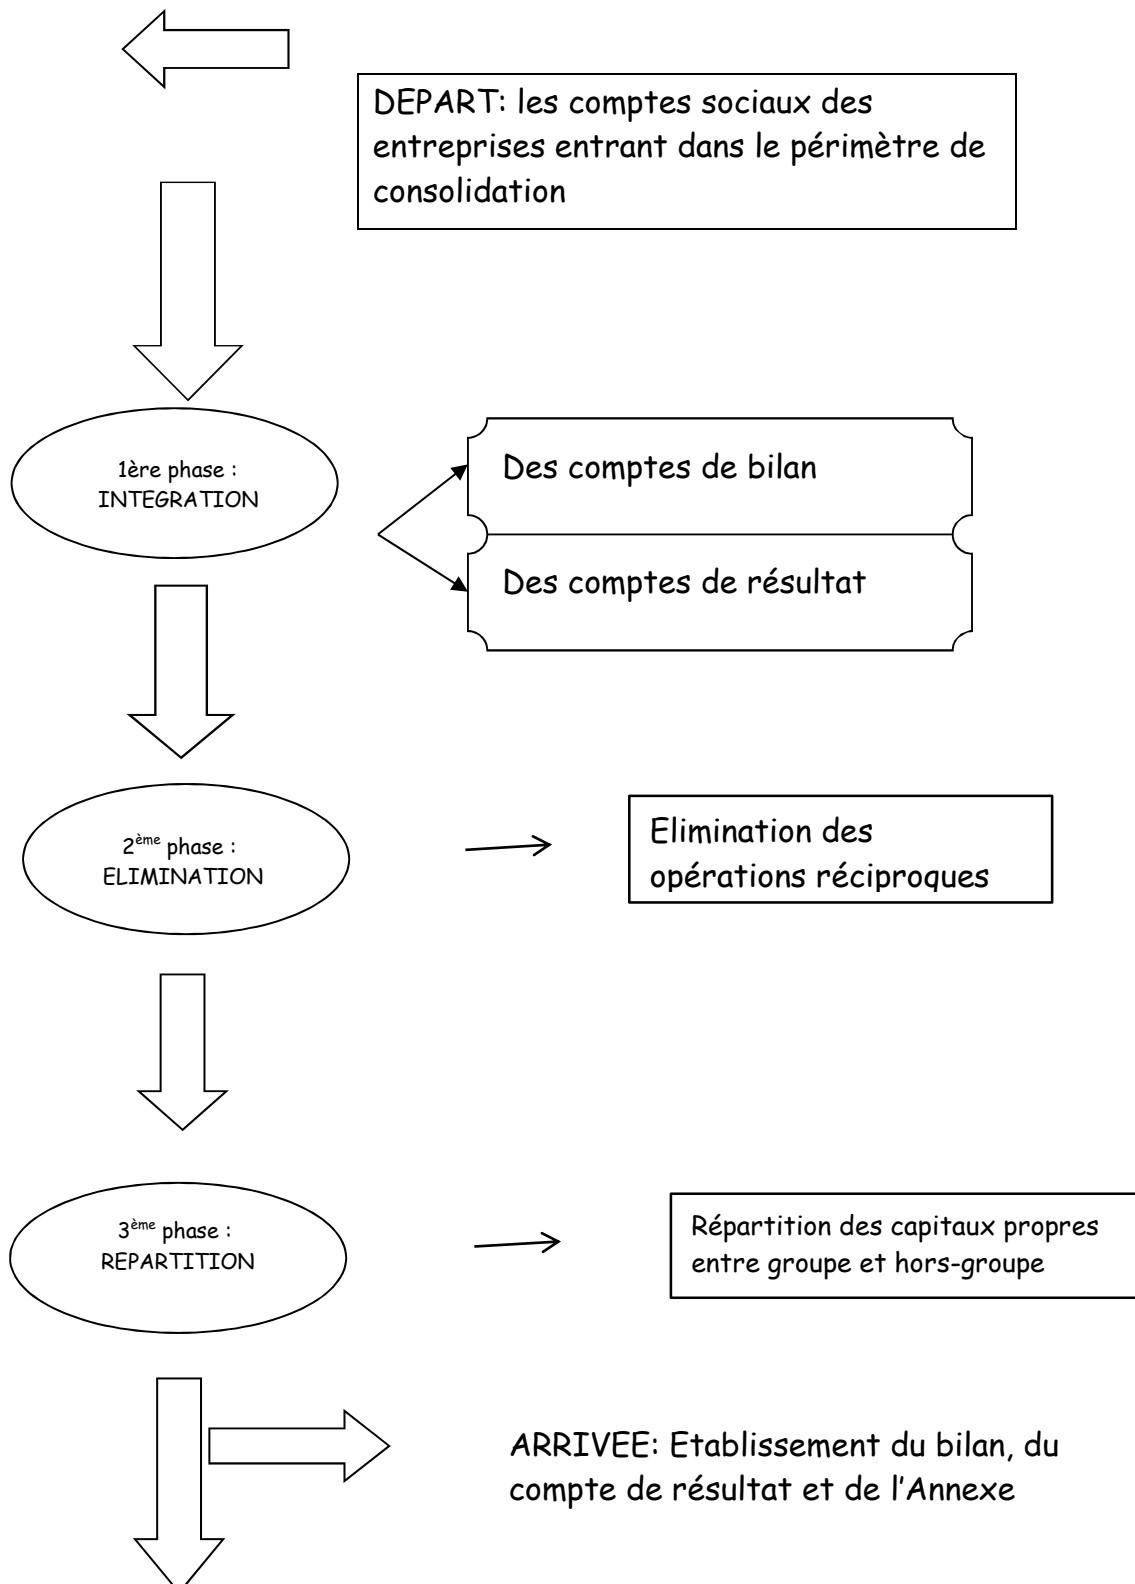 DEPART: les comptes sociaux des
entreprises entrant dans le périmètre de
consolidation
1ère phase :
INTEGRATION
Des comptes de bilan
Des comptes de résultat
2ème phase :
ELIMINATION
Elimination des
opérations réciproques
3ème phase :
REPARTITION
Répartition des capitaux propres
entre groupe et hors-groupe
ARRIVEE: Etablissement du bilan, du
compte de résultat et de l’Annexe